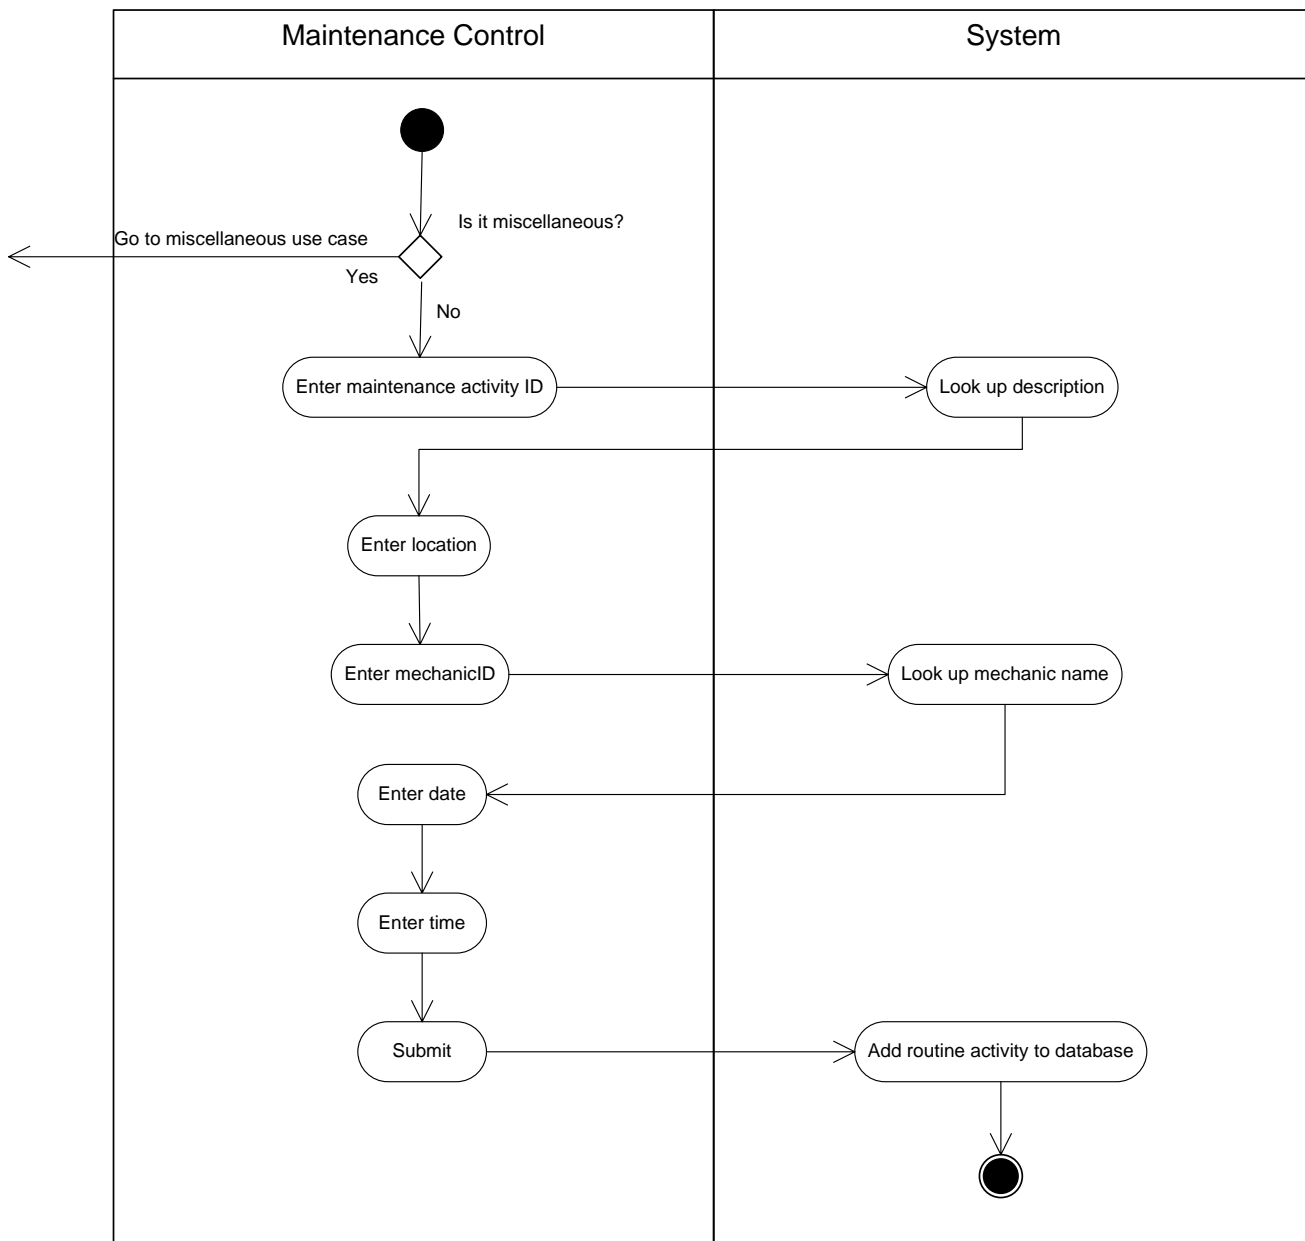 Maintenance Control
System
Is it miscellaneous?
Go to miscellaneous use case
Yes
No
Enter maintenance activity ID
Look up description
Enter location
Enter mechanicID
Look up mechanic name
Enter date
Enter time
Submit
Add routine activity to database